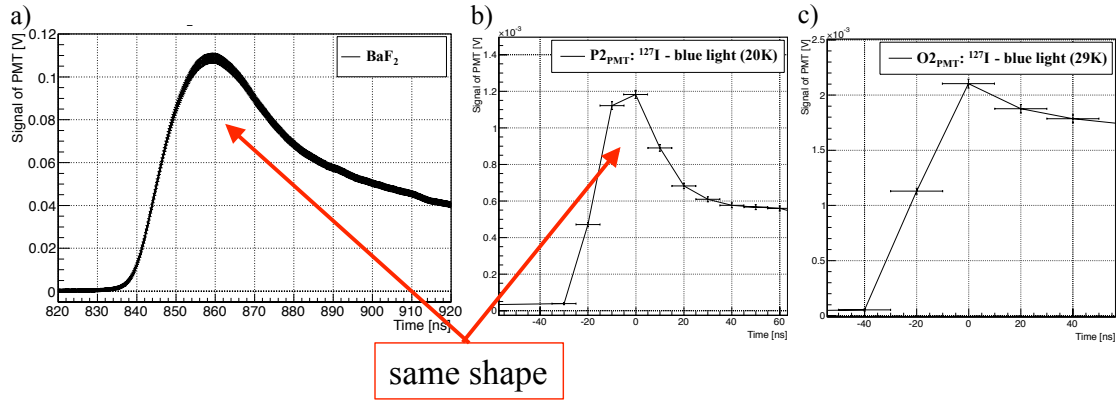 a)
Signal of PMT [V]
0.12
0.1
0.08
0.06
0.04
0.02
0
820 830 840 850 860 870 880 890 900 910 920
Time [ns]
BaF₂
b)
×10⁻³
Signal of PMT [V]
1.4
1.2
1
0.8
0.6
0.4
0.2
0
-40 -20 0 20 40 60
Time [ns]
P2PMT: ¹²⁷I - blue light (20K)
c)
×10⁻³
Signal of PMT [V]
2.5
2
1.5
1
0.5
0
-40 -20 0 20 40
Time [ns]
O2PMT: ¹²⁷I - blue light (29K)
same shape